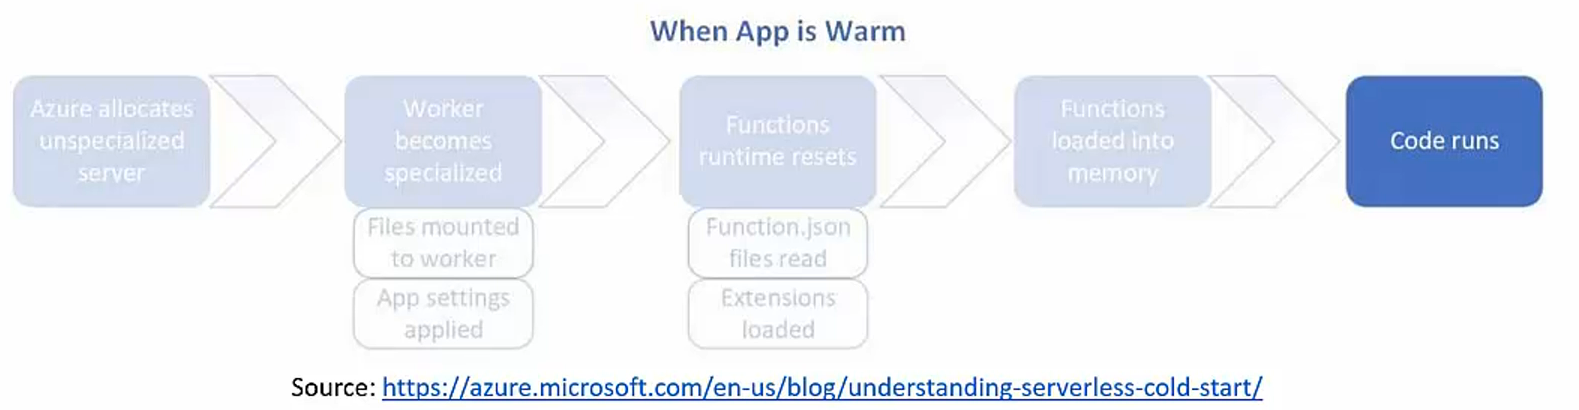 When App is Warm
Azure allocates
unspecialized
server
Worker
becomes
specialized
Files mounted
to worker
App settings
applied
Functions
runtime resets
Function.json
files read
Extensions
loaded
Functions
loaded into
memory
Code runs
Source: https://azure.microsoft.com/en-us/blog/understanding-serverless-cold-start/